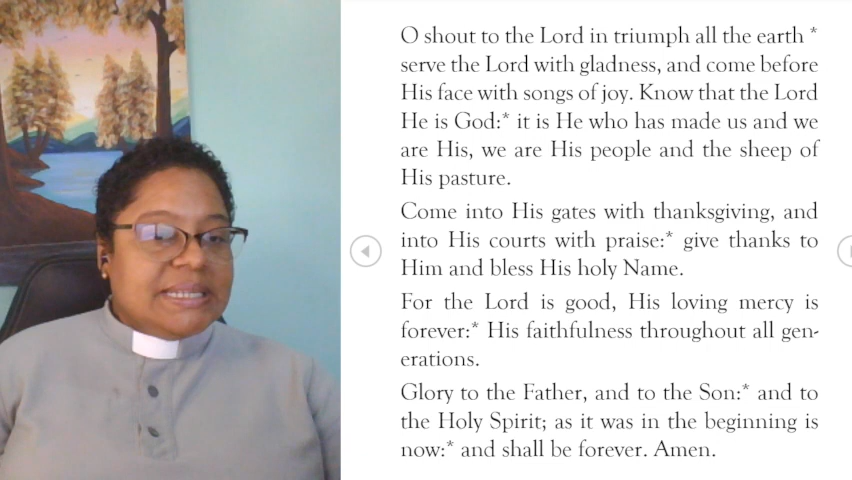 O shout to the Lord in triumph all the earth *
serve the Lord with gladness, and come before
His face with songs of joy. Know that the Lord
He is God:* it is He who has made us and we
are His, we are His people and the sheep of
His pasture.
Come into His gates with thanksgiving, and
into His courts with praise:* give thanks to
Him and bless His holy Name.
For the Lord is good, His loving mercy is
forever:* His faithfulness throughout all gen-
erations.
Glory to the Father, and to the Son:* and to
the Holy Spirit; as it was in the beginning is
now:* and shall be forever. Amen.